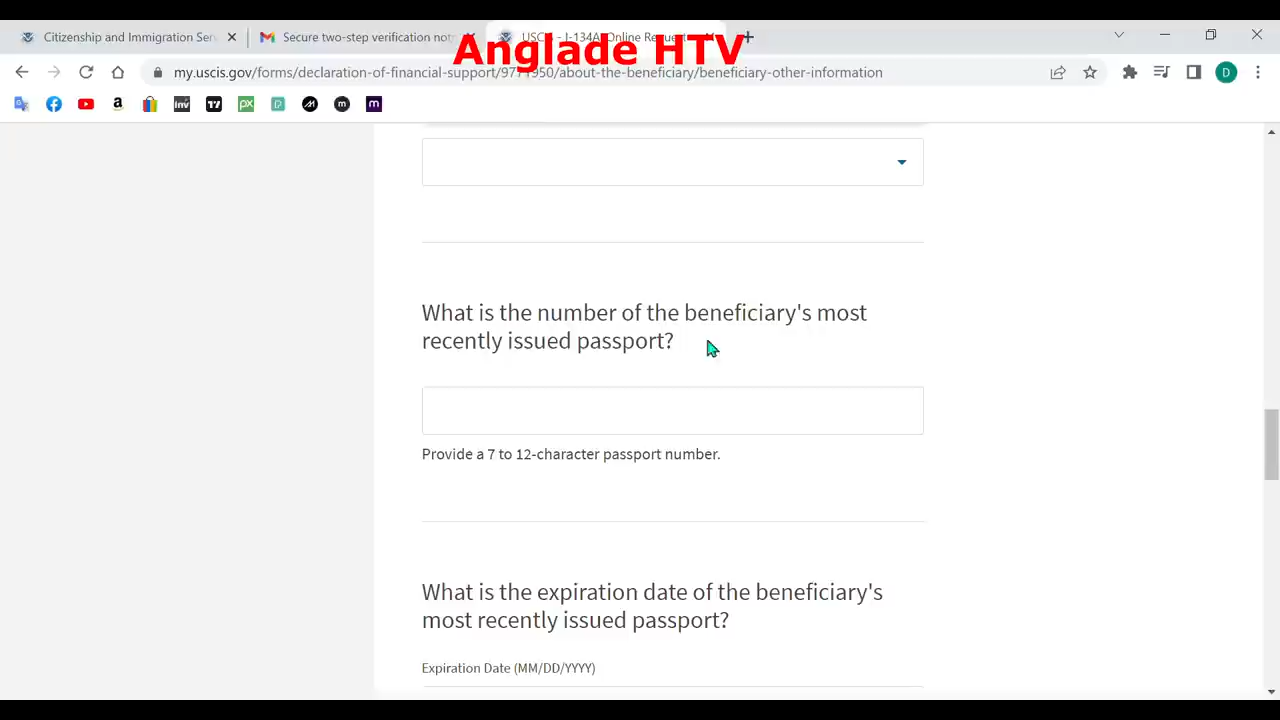 Citizenship and Immigration Serv
Secure two-step verification not
Anglade HTV
my.uscis.gov/forms/declaration-of-financial-support/9771950/about-the-beneficiary/beneficiary-other-information
D
What is the number of the beneficiary's most
recently issued passport?
Provide a 7 to 12-character passport number.
What is the expiration date of the beneficiary's
most recently issued passport?
Expiration Date (MM/DD/YYYY)